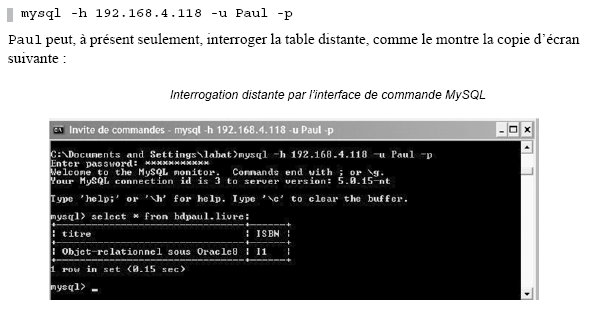 mysql -h 192.168.4.118 -u Paul -p
Paul peut, à présent seulement, interroger la table distante, comme le montre la copie d'écran
suivante :
Interrogation distante par l'interface de commande MySQL
Invite de commandes - mysql -h 192.168.4.118 -u Paul -p
C:\Documents and Settings\labat>mysql -h 192.168.4.118 -u Paul -p
Enter password: ***********
Welcome to the MySQL monitor.  Commands end with ; or \g.
Your MySQL connection id is 3 to server version: 5.0.15-nt
Type 'help;' or '\h' for help. Type '\c' to clear the buffer.
mysql> select * from bdpaul.livre;
| titre | ISBN |
| Objet-relationnel sous Oracle8 | I1 |
1 row in set (0.15 sec)
mysql> _